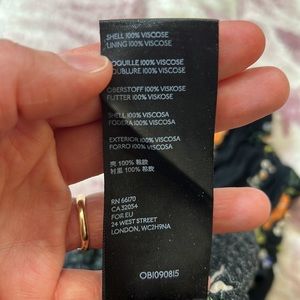 SHELL 100% VISCOSE
LINING 100% VISCOSE
COQUILLE 100% VISCOSE
DOUBLURE 100% VISCOSE
OBERSTOFF 100% VISKOSE
FUTTER 100% VISKOSE
SHELL 100% VISCOSA
FODERA 100% VISCOSA
EXTERIOR 100% VISCOSA
FORRO 100% VISCOSA
100%
100%
RN 66170
CA 32054
FOR EU
24 WEST STREET
LONDON, WC2H9NA
OB1090815